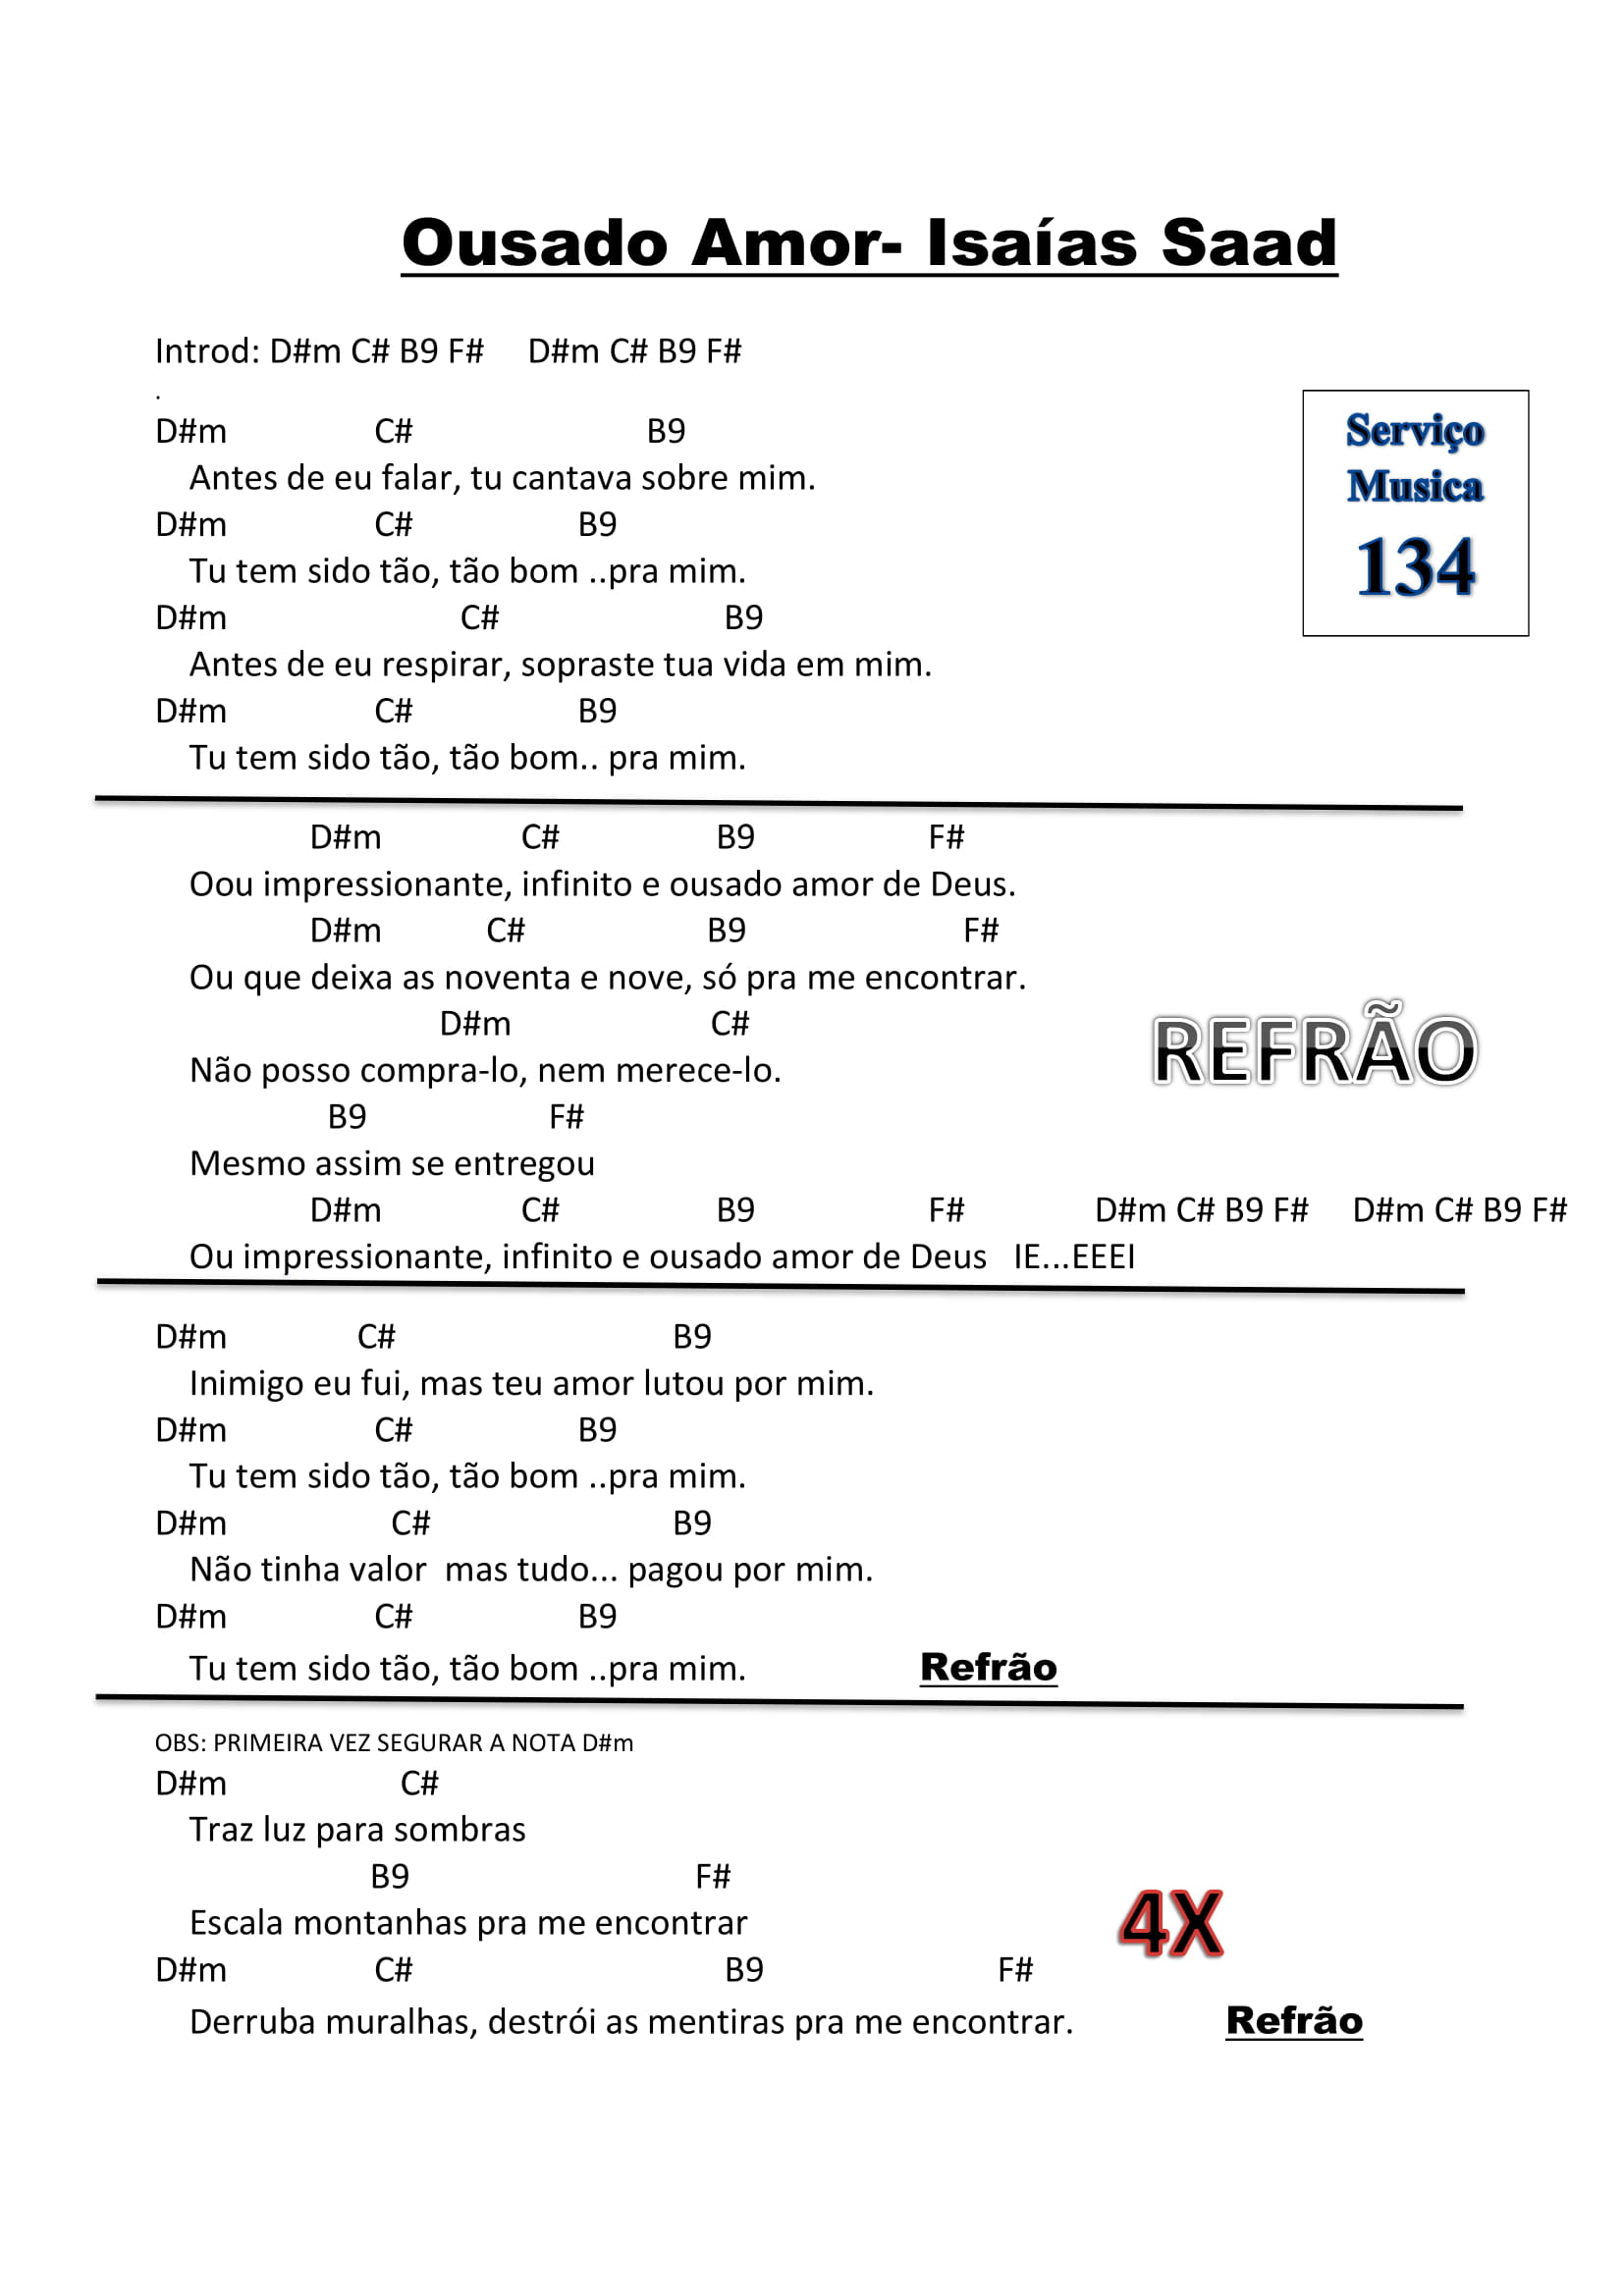 Ousado Amor- Isaías Saad
Introd: D#m C# B9 F#     D#m C# B9 F#
.
Serviço
Musica
134
D#m                 C#                           B9
    Antes de eu falar, tu cantava sobre mim.
D#m                 C#                   B9
    Tu tem sido tão, tão bom ..pra mim.
D#m                           C#                          B9
    Antes de eu respirar, sopraste tua vida em mim.
D#m                 C#                   B9
    Tu tem sido tão, tão bom.. pra mim.
                  D#m                C#                  B9                    F#
    Oou impressionante, infinito e ousado amor de Deus.
                  D#m            C#                     B9                         F#
    Ou que deixa as noventa e nove, só pra me encontrar.
                                 D#m                       C#
    Não posso compra-lo, nem merece-lo.
REFRÃO
                    B9                     F#
    Mesmo assim se entregou
                  D#m                C#                  B9                    F#               D#m C# B9 F#     D#m C# B9 F#
    Ou impressionante, infinito e ousado amor de Deus   IE...EEEI
D#m               C#                                B9
    Inimigo eu fui, mas teu amor lutou por mim.
D#m                 C#                   B9
    Tu tem sido tão, tão bom ..pra mim.
D#m                   C#                            B9
    Não tinha valor  mas tudo... pagou por mim.
D#m                 C#                   B9
    Tu tem sido tão, tão bom ..pra mim.                    Refrão
OBS: PRIMEIRA VEZ SEGURAR A NOTA D#m
D#m                    C#
    Traz luz para sombras
                         B9                                 F#
    Escala montanhas pra me encontrar
4X
D#m                 C#                                    B9                           F#
    Derruba muralhas, destrói as mentiras pra me encontrar.                 Refrão